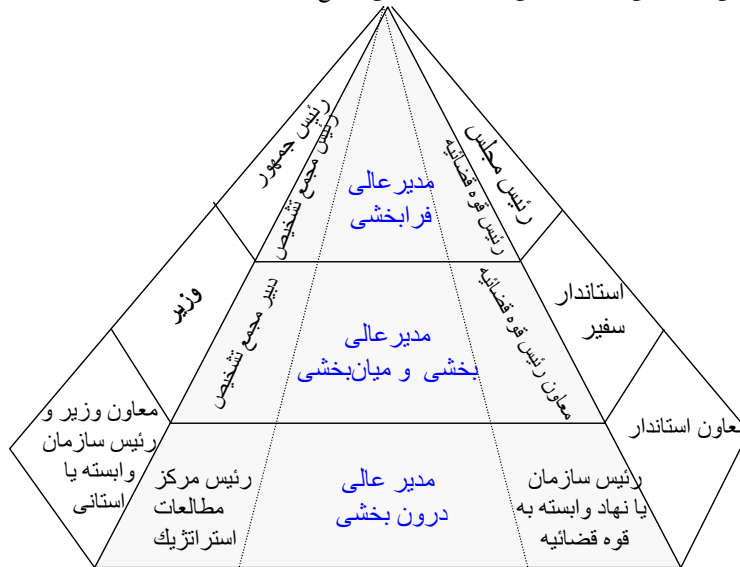 رئیس جمهور
رئیس مجمع تشخیص
مدیر عالی
فرابخشی
رئیس قوه قضائیه
رئیس مجلس
وزیر
دبیر مجمع تشخیص
مدیر عالی
بخشی و میان‌بخشی
معاون رئیس قوه قضائیه
استاندار
سفیر
معاون وزیر و
رئیس سازمان
وابسته یا
استانی
رئیس مرکز
مطالعات
استراتژیك
مدیر عالی
درون بخشی
رئیس سازمان
یا نهاد وابسته به
قوه قضائیه
معاون استاندار